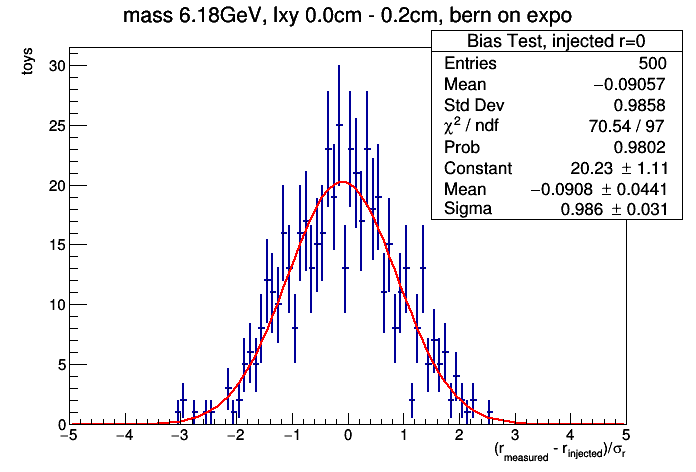 mass 6.18GeV, lxy 0.0cm - 0.2cm, bern on expo
Bias Test, injected r=0
Entries 500
Mean −0.09057
Std Dev 0.9858
χ² / ndf 70.54 / 97
Prob 0.9802
Constant 20.23 ± 1.11
Mean −0.0908 ± 0.0441
Sigma 0.986 ± 0.031
toys
30
25
20
15
10
5
0
−5 −4 −3 −2 −1 0 1 2 3 4 5
(r_measured - r_injected)/σ_r